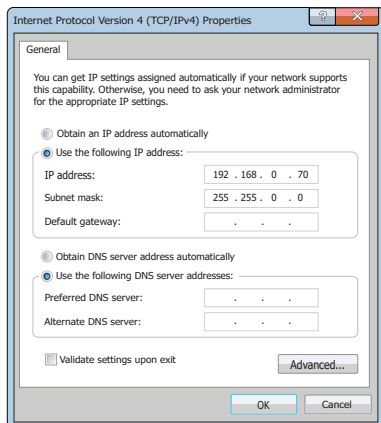 Internet Protocol Version 4 (TCP/IPv4) Properties
General
You can get IP settings assigned automatically if your network supports
this capability. Otherwise, you need to ask your network administrator
for the appropriate IP settings.
Obtain an IP address automatically
Use the following IP address:
IP address: 192 . 168 . 0 . 70
Subnet mask: 255 . 255 . 0 . 0
Default gateway: . . .
Obtain DNS server address automatically
Use the following DNS server addresses:
Preferred DNS server: . . .
Alternate DNS server: . . .
Validate settings upon exit
Advanced...
OK Cancel